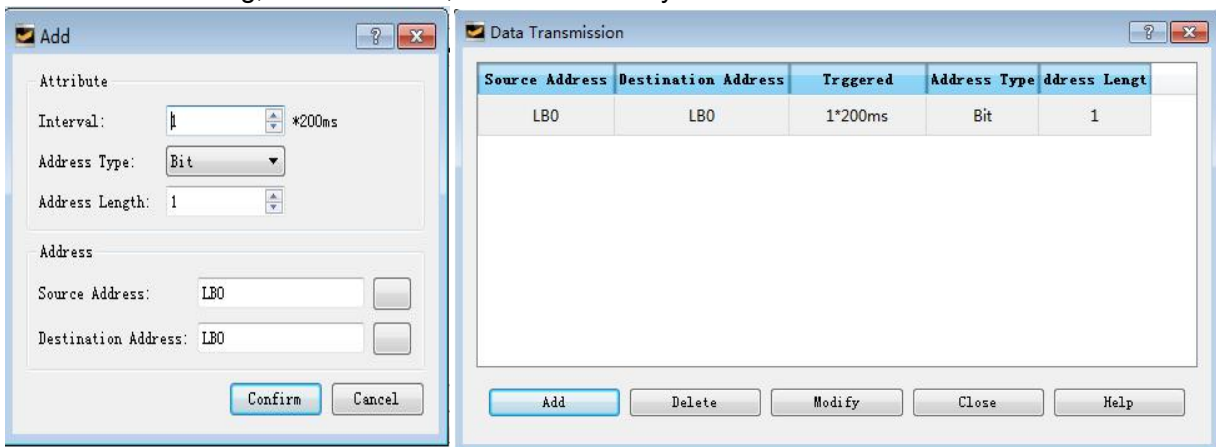 Add
Attribute
Interval: 1 *200ms
Address Type: Bit
Address Length: 1
Address
Source Address: LB0
Destination Address: LB0
Confirm Cancel
Data Transmission
Source Address Destination Address Trggered Address Type ddress Lengt
LB0 LB0 1*200ms Bit 1
Add Delete Modify Close Help